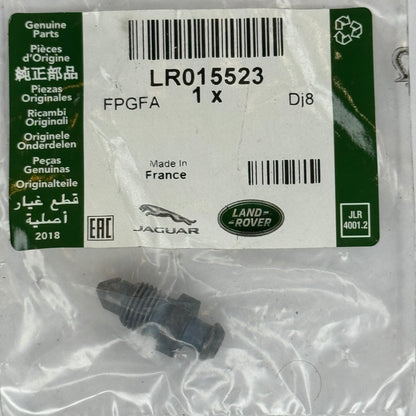 Genuine
Parts
Pièces
d'Origine
純正部品
Piezas
Originales
Ricambi
Originali
Originele
Onderdelen
Peças
Genuinas
Originalteile
قطع غيار
أصلية
2018
LR015523
1 x
FPGFA
Dj8
Made In
France
EAC
JAGUAR
LAND
ROVER
JLR
4001.2